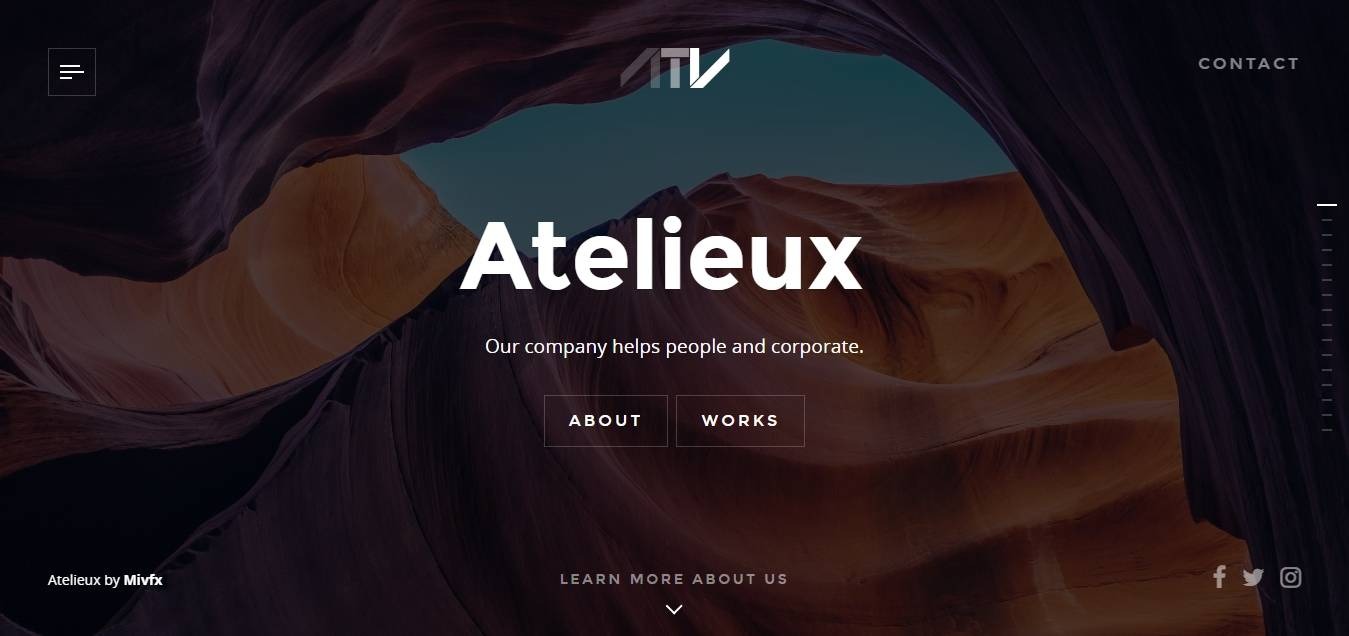 ATV
CONTACT
Atelieux
Our company helps people and corporate.
ABOUT
WORKS
Atelieux by Mivfx
LEARN MORE ABOUT US